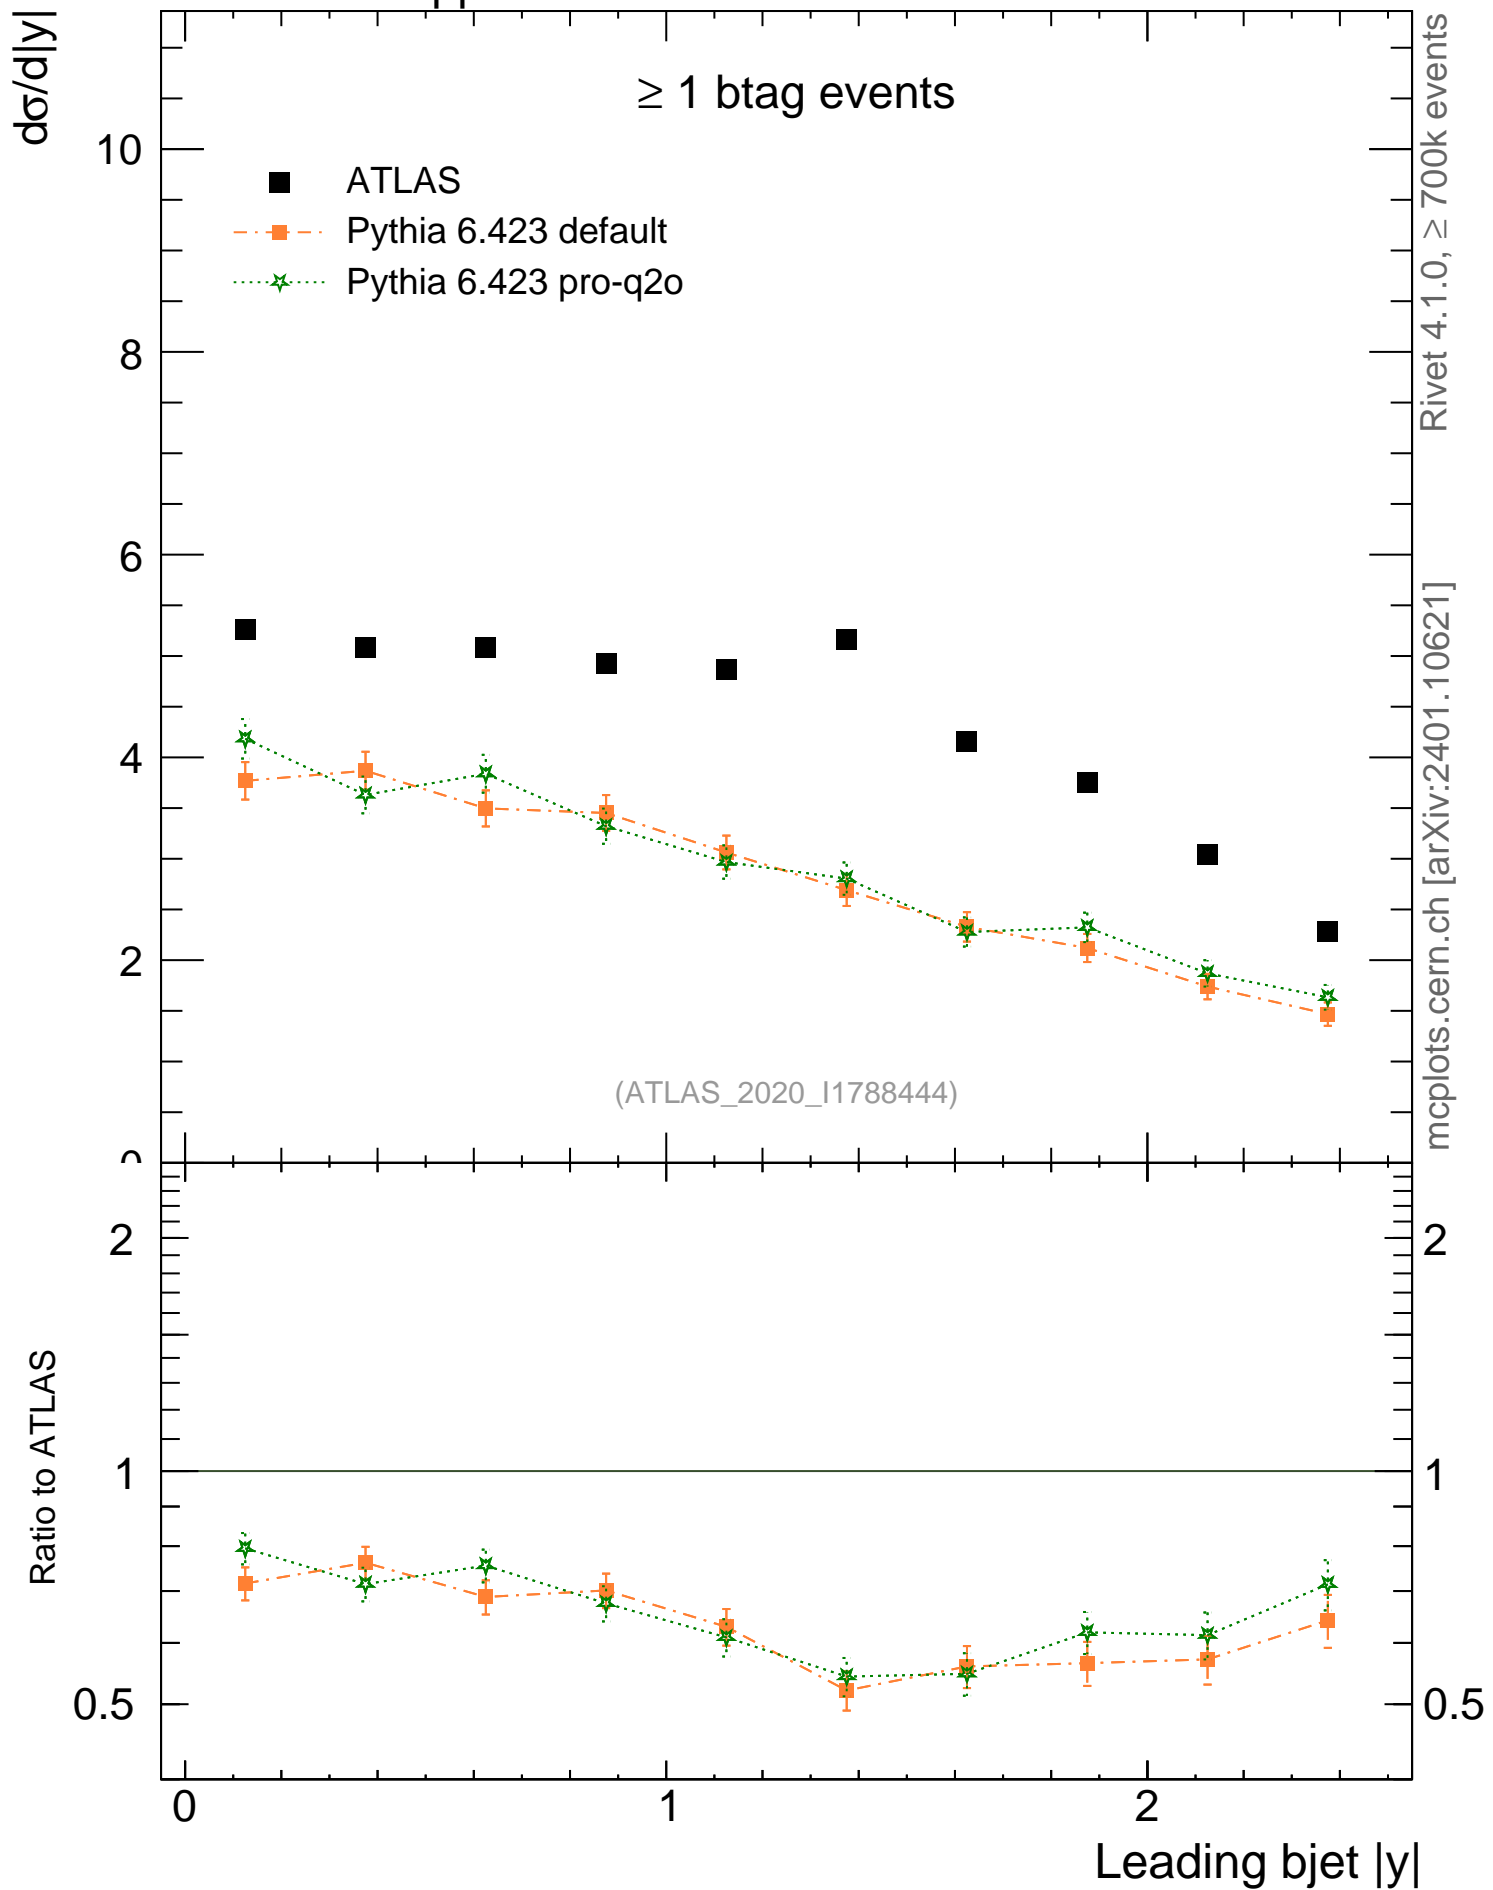 dσ/d|y|
≥ 1 btag events
ATLAS
Pythia 6.423 default
Pythia 6.423 pro-q2o
10
8
6
4
2
(ATLAS_2020_I1788444)
Rivet 4.1.0, ≥ 700k events
mcplots.cern.ch [arXiv:2401.10621]
Ratio to ATLAS
2
1
0.5
2
1
0.5
0
1
2
Leading bjet |y|